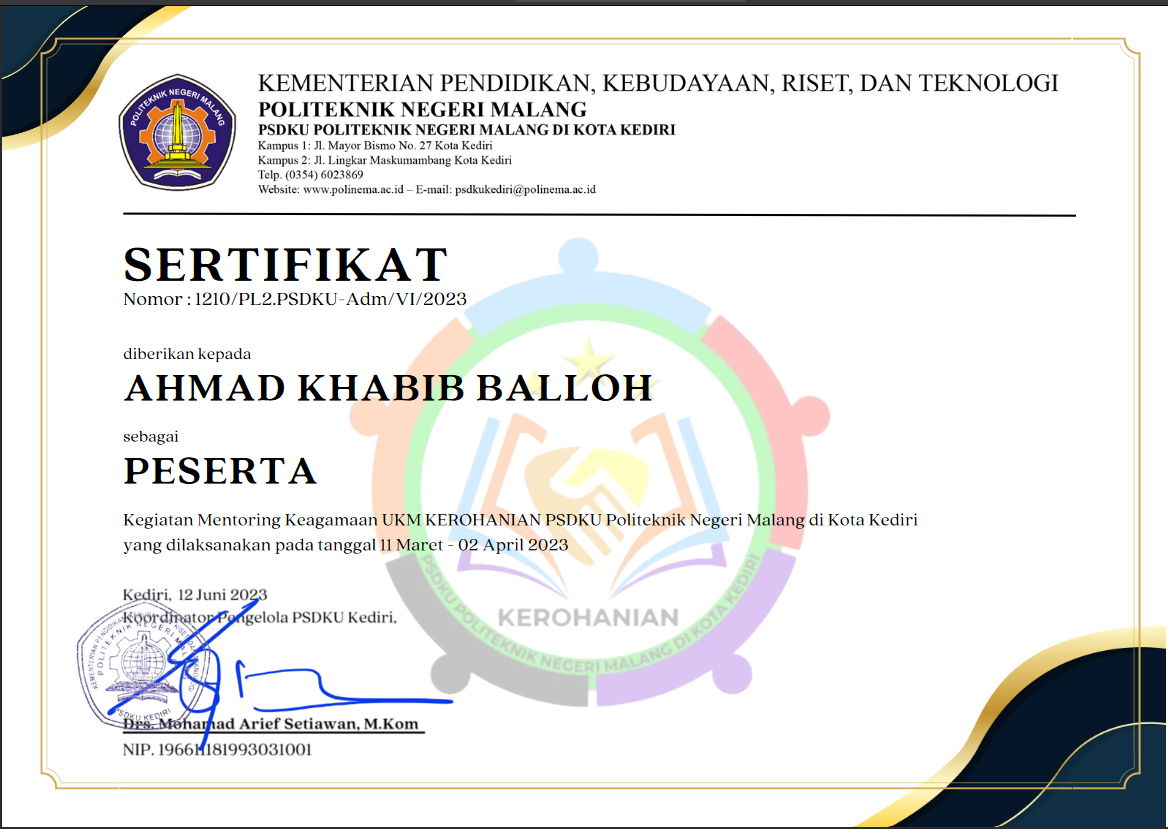 POLITEKNIK NEGERI MALANG
KEMENTERIAN PENDIDIKAN, KEBUDAYAAN, RISET, DAN TEKNOLOGI
POLITEKNIK NEGERI MALANG
PSDKU POLITEKNIK NEGERI MALANG DI KOTA KEDIRI
Kampus 1: Jl. Mayor Bismo No. 27 Kota Kediri
Kampus 2: Jl. Lingkar Maskumambang Kota Kediri
Telp. (0354) 6023869
Website: www.polinema.ac.id – E-mail: psdkukediri@polinema.ac.id
SERTIFIKAT
Nomor : 1210/PL2.PSDKU-Adm/VI/2023
diberikan kepada
AHMAD KHABIB BALLOH
sebagai
PESERTA
Kegiatan Mentoring Keagamaan UKM KEROHANIAN PSDKU Politeknik Negeri Malang di Kota Kediri
yang dilaksanakan pada tanggal 11 Maret - 02 April 2023
KEROHANIAN
PSDKU POLITEKNIK NEGERI MALANG DI KOTA KEDIRI
Kediri, 12 Juni 2023
Koordinator Pengelola PSDKU Kediri,
POLITEKNIK NEGERI
PSDKU KEDIRI
Drs. Mohamad Arief Setiawan, M.Kom
NIP. 196611181993031001